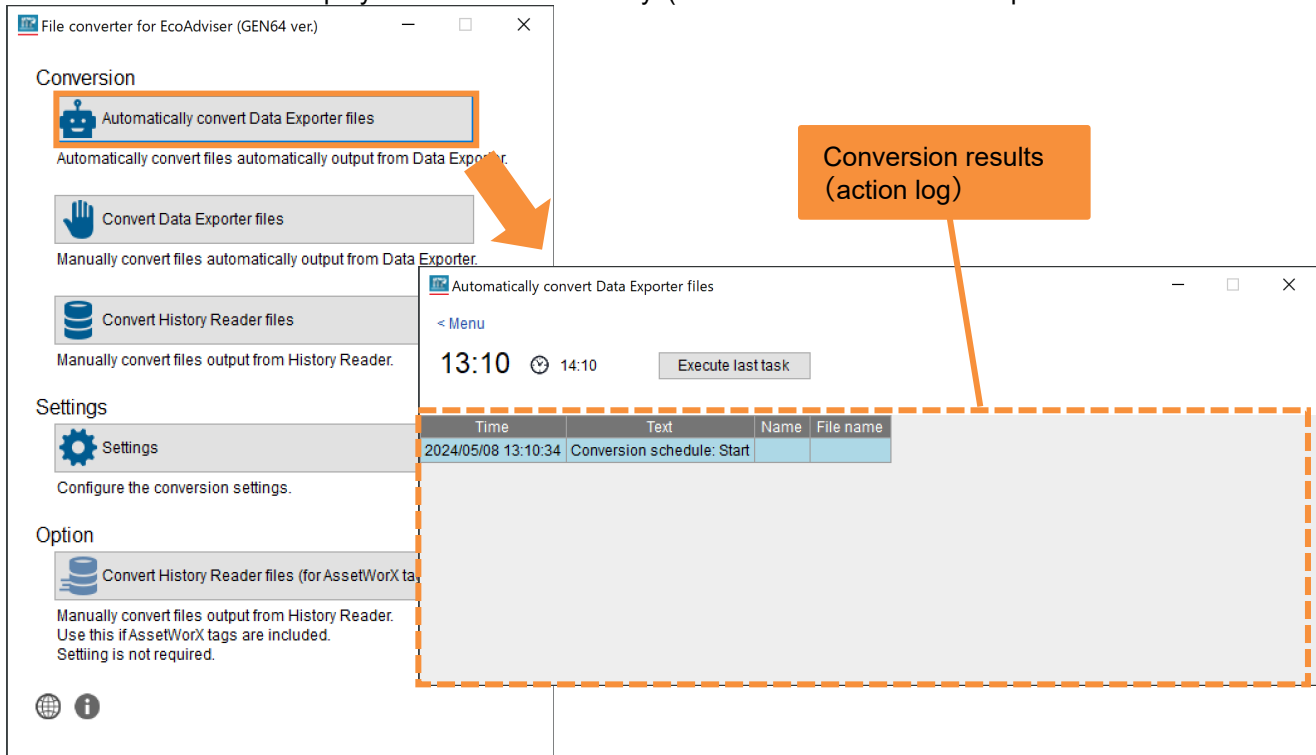 File converter for EcoAdviser (GEN64 ver.)
Conversion
Automatically convert Data Exporter files
Automatically convert files automatically output from Data Exporter.
Convert Data Exporter files
Manually convert files automatically output from Data Exporter.
Convert History Reader files
Manually convert files output from History Reader.
Settings
Settings
Configure the conversion settings.
Option
Convert History Reader files (for AssetWorX ta
Manually convert files output from History Reader.
Use this if AssetWorX tags are included.
Settiing is not required.
Conversion results
（action log）
Automatically convert Data Exporter files
< Menu
13:10 14:10 Execute last task
Time Text Name File name
2024/05/08 13:10:34 Conversion schedule: Start